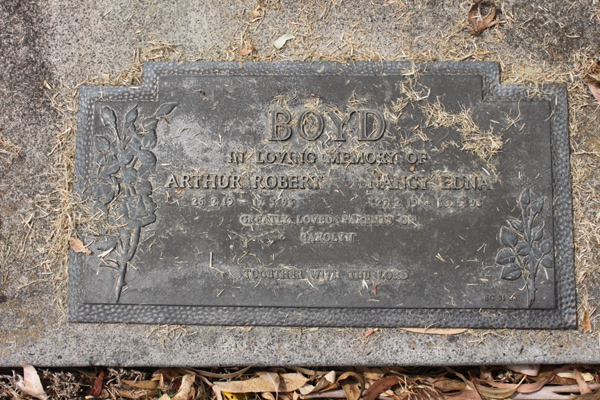 BOYD
IN LOVING MEMORY OF
ARTHUR ROBERT NANCY EDNA
GREATLY LOVED PARENTS OF
CAROLYN
TOGETHER WITH THE LORD